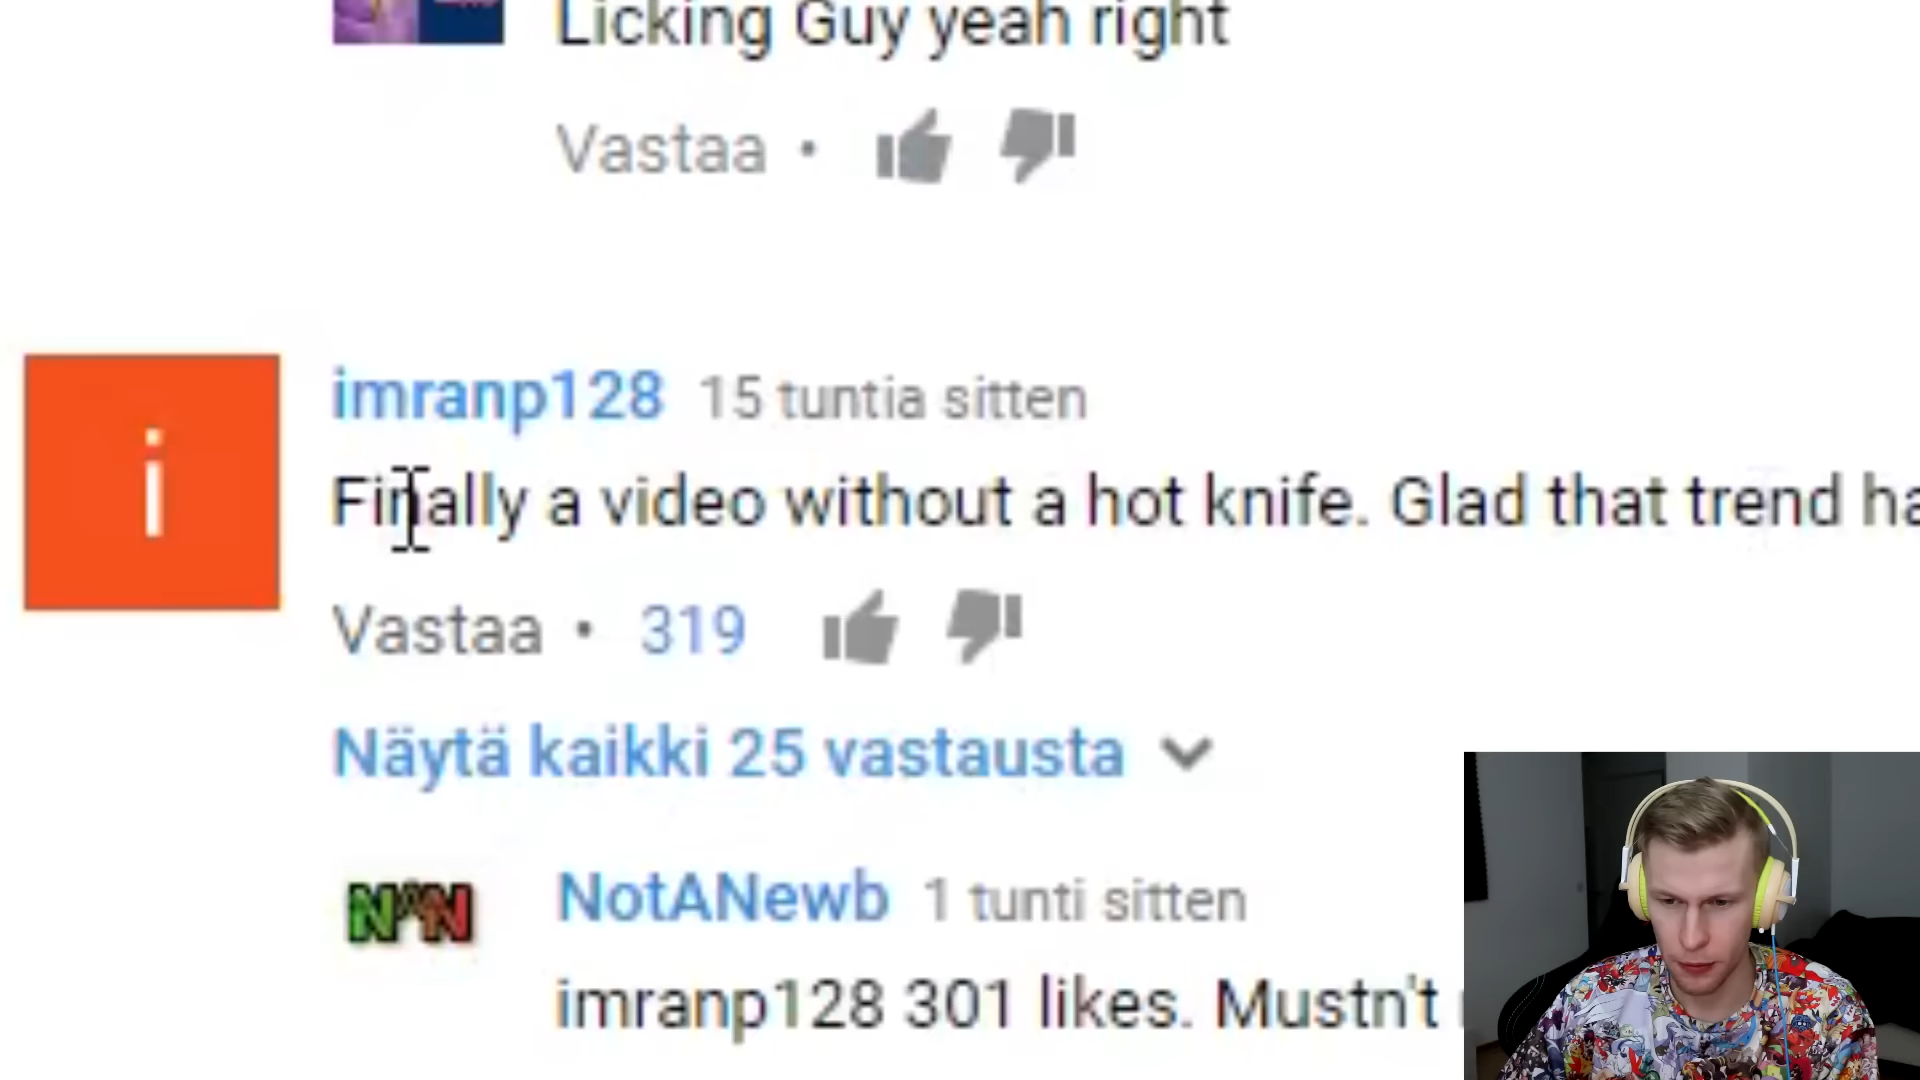 Licking Guy yeah right
Vastaa •
i
imranp128 15 tuntia sitten
Finally a video without a hot knife. Glad that trend ha
Vastaa • 319
Näytä kaikki 25 vastausta
NAN
NotANewb 1 tunti sitten
imranp128 301 likes. Mustn't